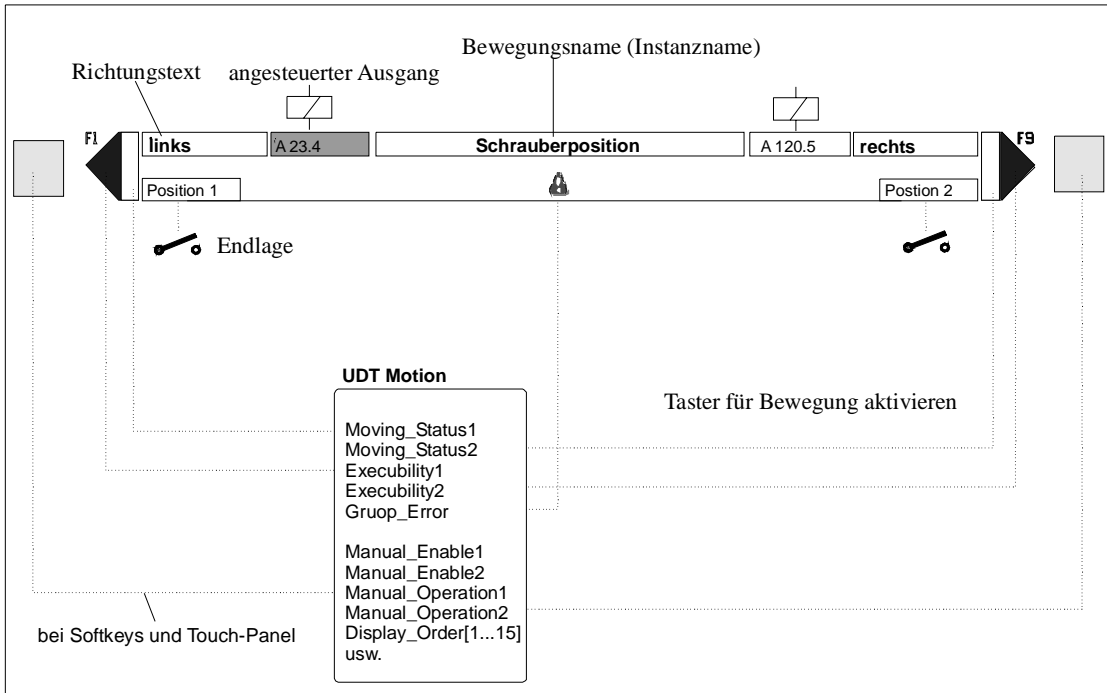 Bewegungsname (Instanzname)
Richtungstext
angesteuerter Ausgang
F1
links
A 23.4
Schrauberposition
A 120.5
rechts
F9
Position 1
Postion 2
Endlage
UDT Motion
Taster für Bewegung aktivieren
Moving_Status1
Moving_Status2
Execubility1
Execubility2
Gruop_Error
Manual_Enable1
Manual_Enable2
Manual_Operation1
Manual_Operation2
Display_Order[1...15]
usw.
bei Softkeys und Touch-Panel